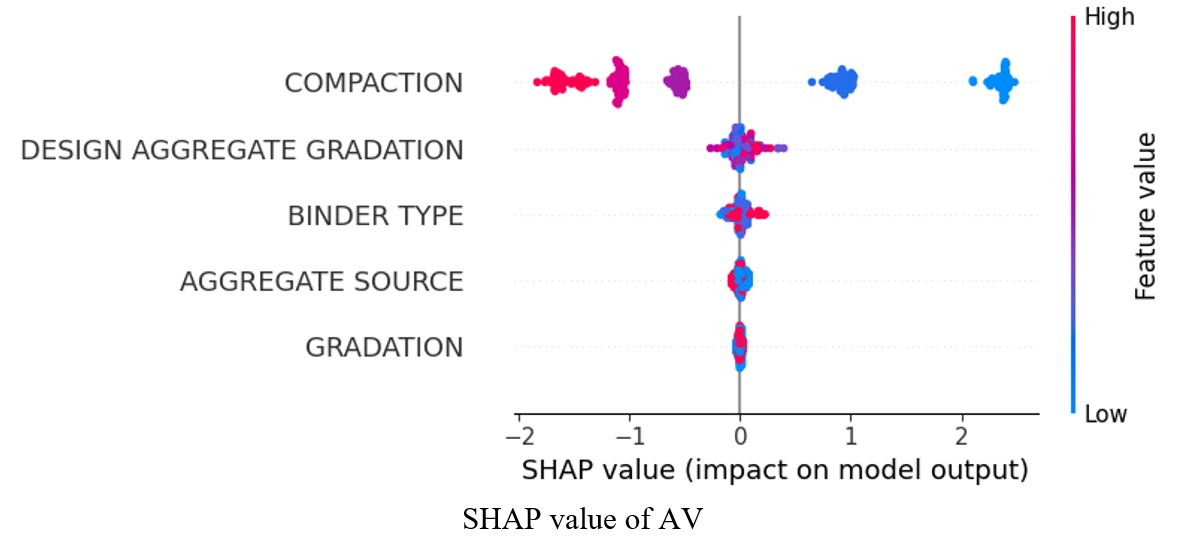 High
COMPACTION
DESIGN AGGREGATE GRADATION
BINDER TYPE
AGGREGATE SOURCE
GRADATION
Feature value
Low
−2 −1 0 1 2
SHAP value (impact on model output)
SHAP value of AV